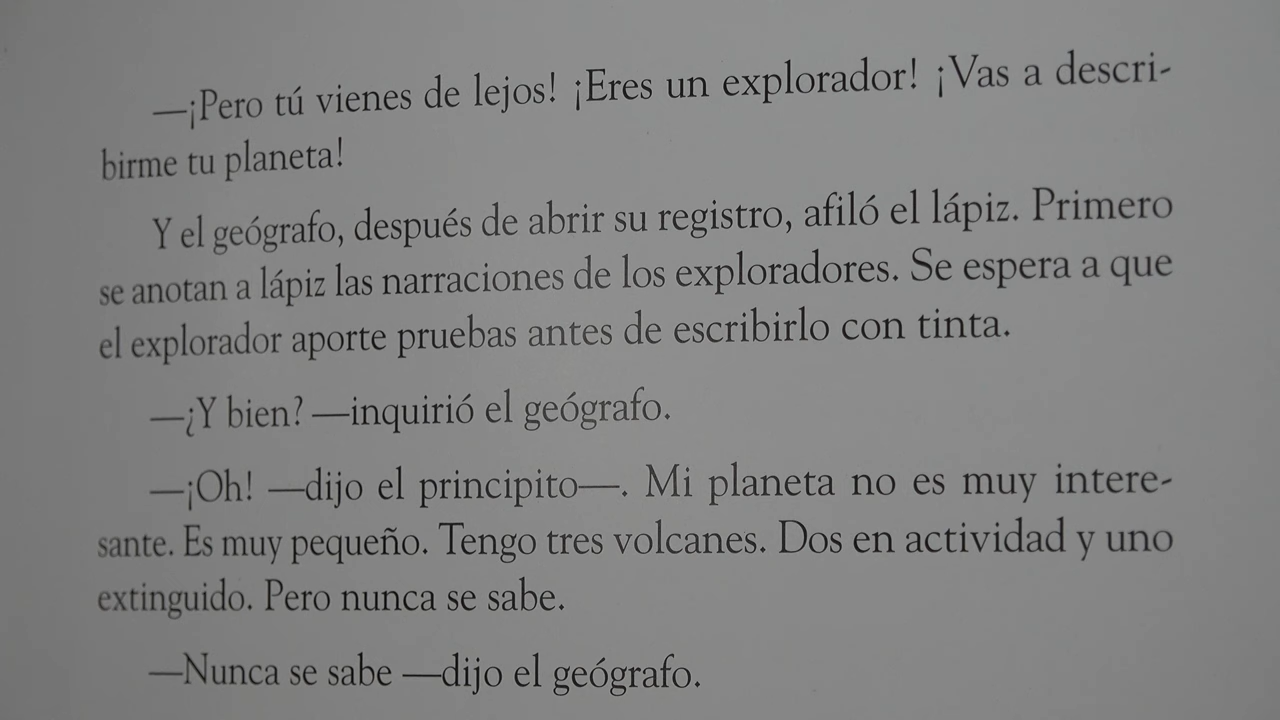 —¡Pero tú vienes de lejos! ¡Eres un explorador! ¡Vas a descri-
birme tu planeta!
Y el geógrafo, después de abrir su registro, afiló el lápiz. Primero
se anotan a lápiz las narraciones de los exploradores. Se espera a que
el explorador aporte pruebas antes de escribirlo con tinta.
—¿Y bien? —inquirió el geógrafo.
—¡Oh! —dijo el principito—. Mi planeta no es muy intere-
sante. Es muy pequeño. Tengo tres volcanes. Dos en actividad y uno
extinguido. Pero nunca se sabe.
—Nunca se sabe —dijo el geógrafo.